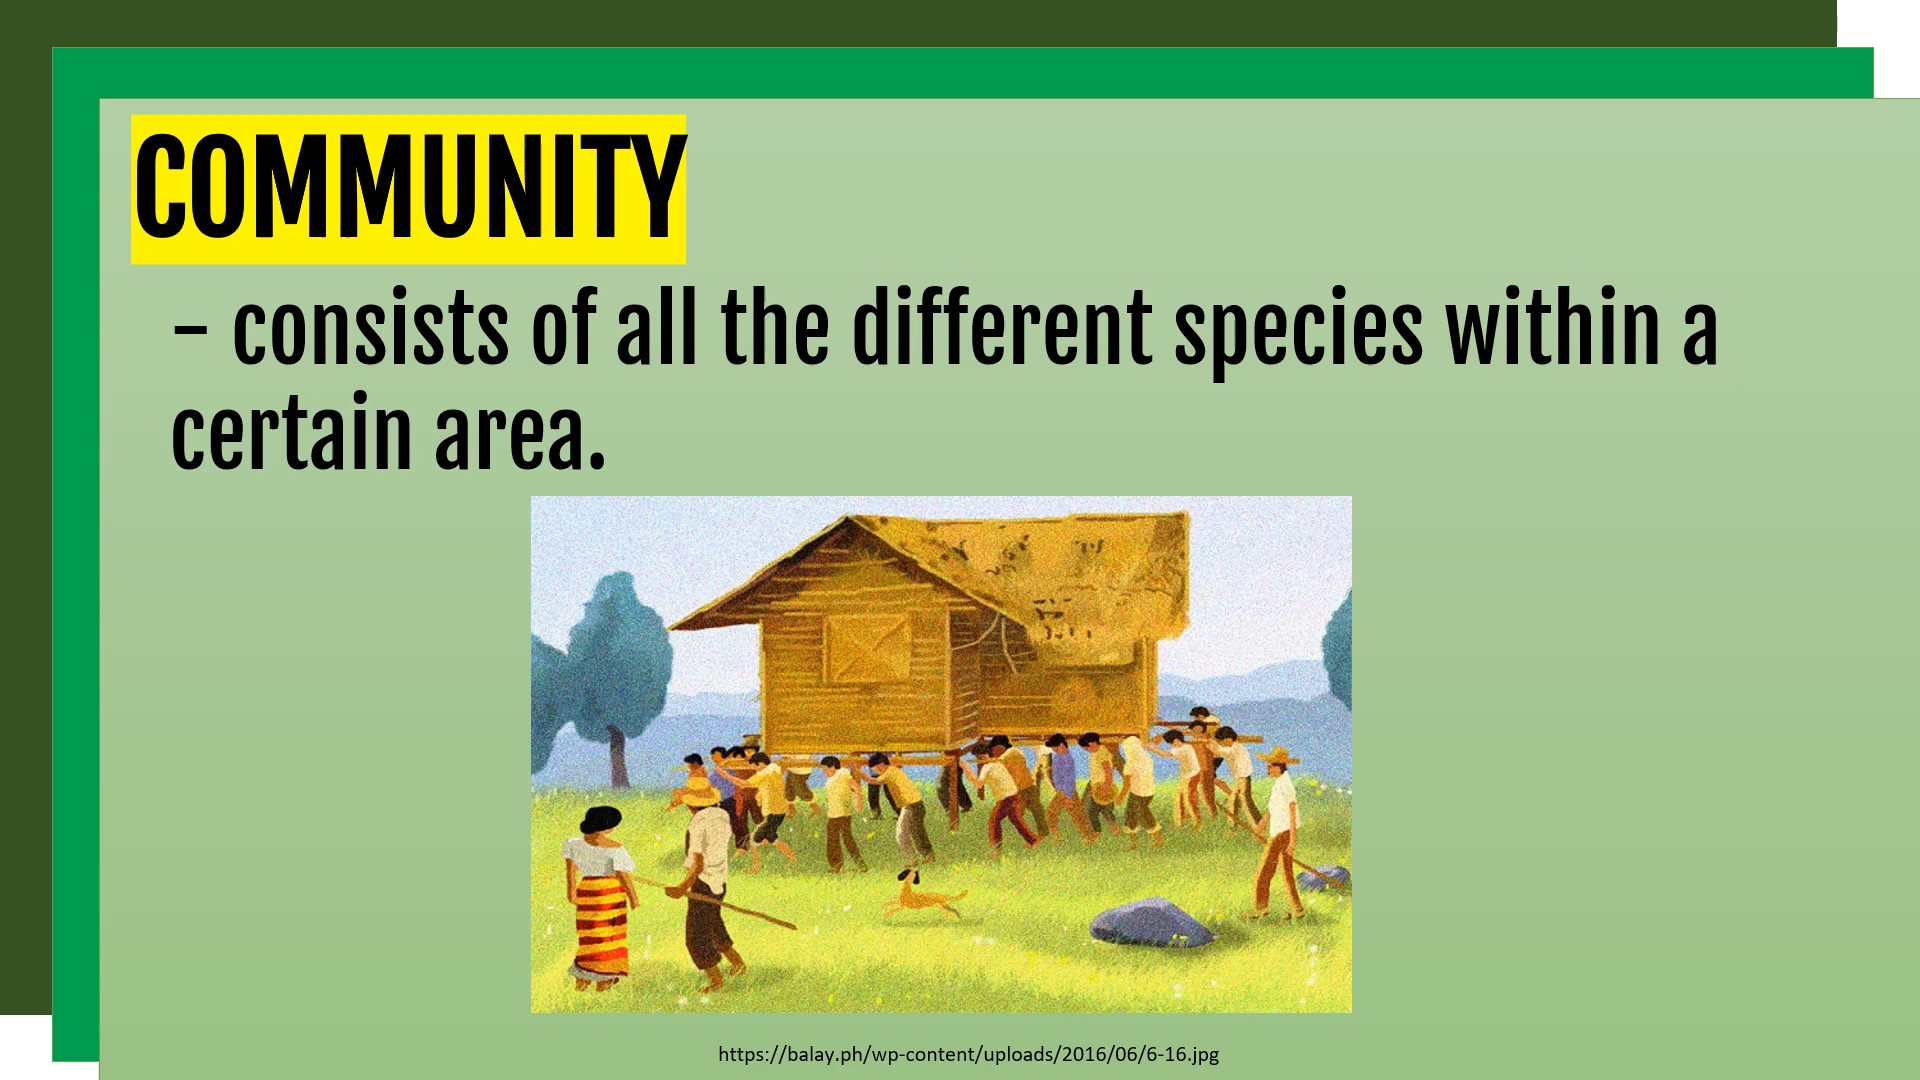 COMMUNITY
– consists of all the different species within a
certain area.
https://balay.ph/wp-content/uploads/2016/06/6-16.jpg